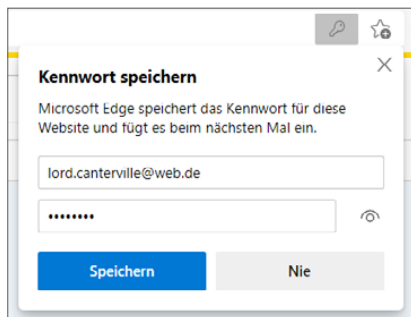 Kennwort speichern
Microsoft Edge speichert das Kennwort für diese
Website und fügt es beim nächsten Mal ein.
lord.canterville@web.de
••••••••
Speichern Nie